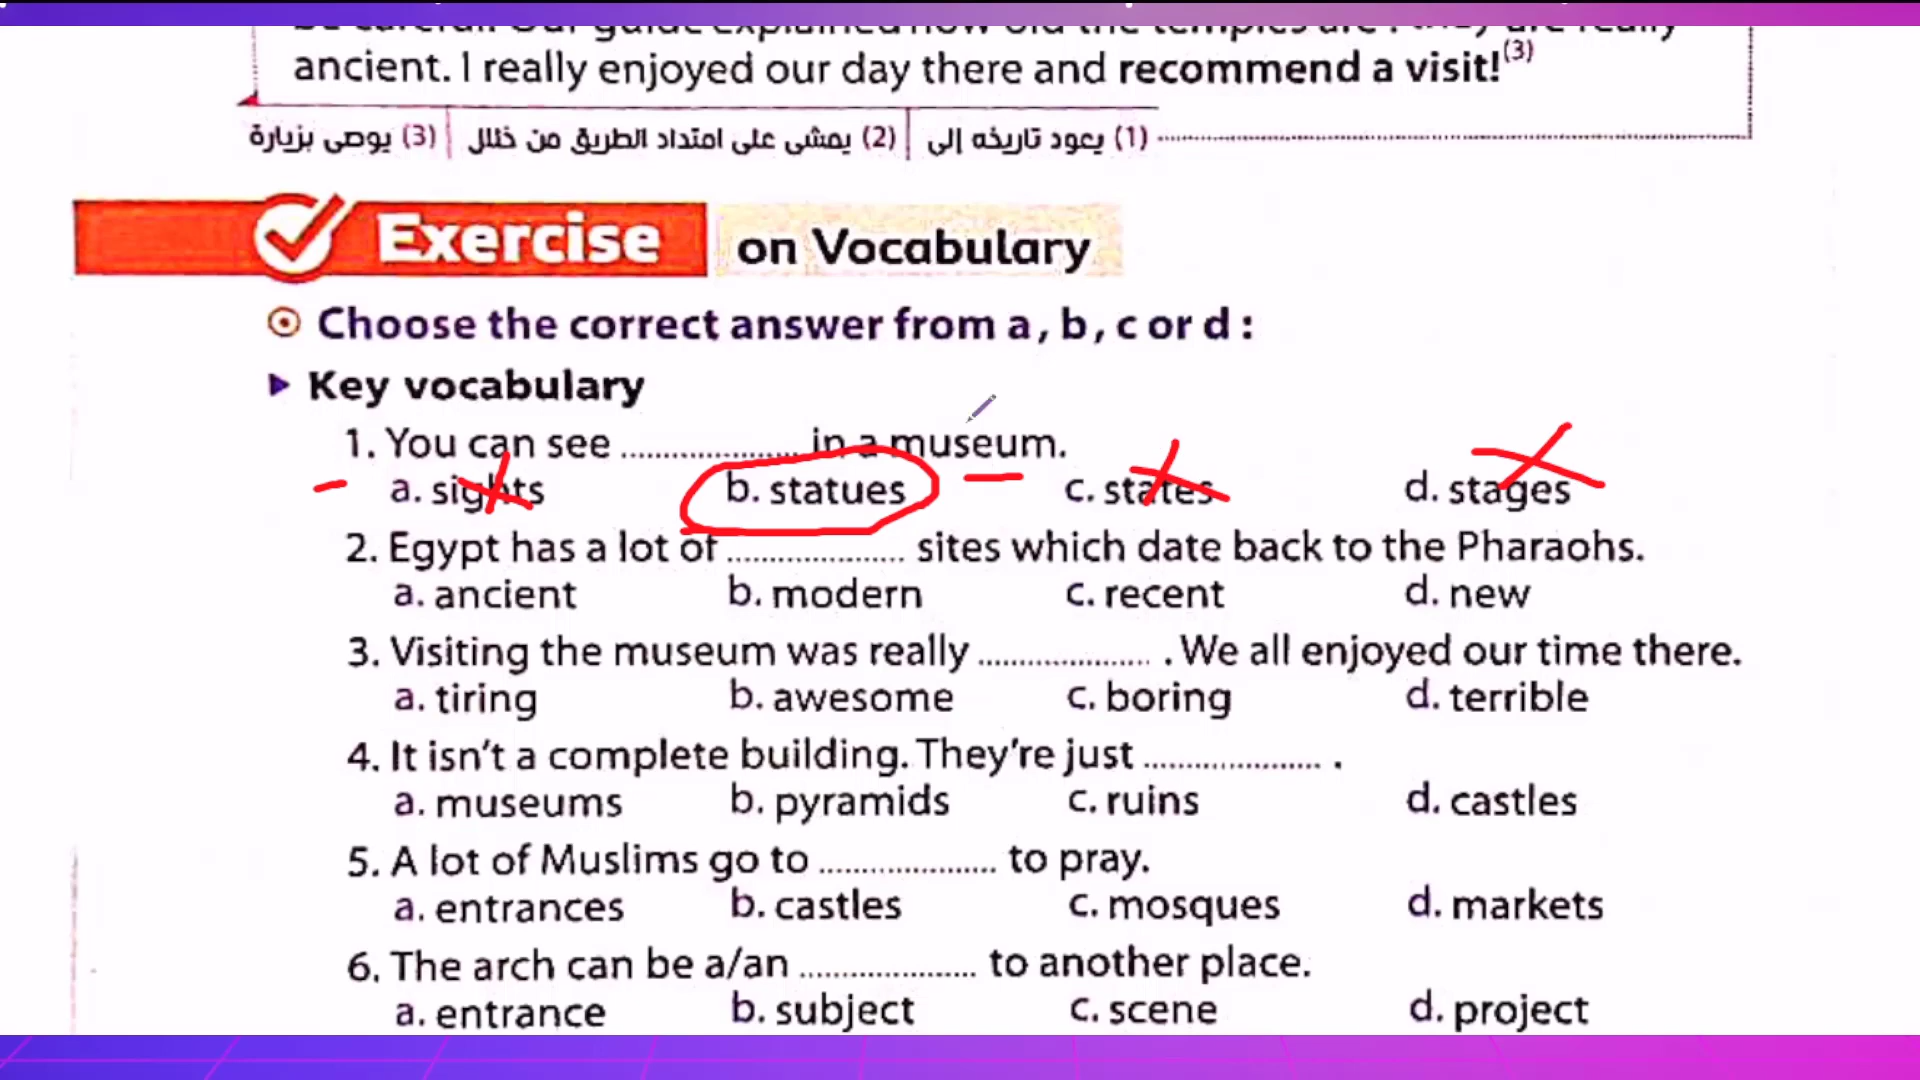 ancient. I really enjoyed our day there and recommend a visit!(3)
(1) يعود تاريخه إلى (2) يمشى على امتداد الطريق من خلال (3) يوصى بزيارة
Exercise on Vocabulary
Choose the correct answer from a, b, c or d :
Key vocabulary
1. You can see .................... in a museum.
a. sights b. statues c. states d. stages
2. Egypt has a lot of .................... sites which date back to the Pharaohs.
a. ancient b. modern c. recent d. new
3. Visiting the museum was really .................... . We all enjoyed our time there.
a. tiring b. awesome c. boring d. terrible
4. It isn't a complete building. They're just .................... .
a. museums b. pyramids c. ruins d. castles
5. A lot of Muslims go to .................... to pray.
a. entrances b. castles c. mosques d. markets
6. The arch can be a/an .................... to another place.
a. entrance b. subject c. scene d. project